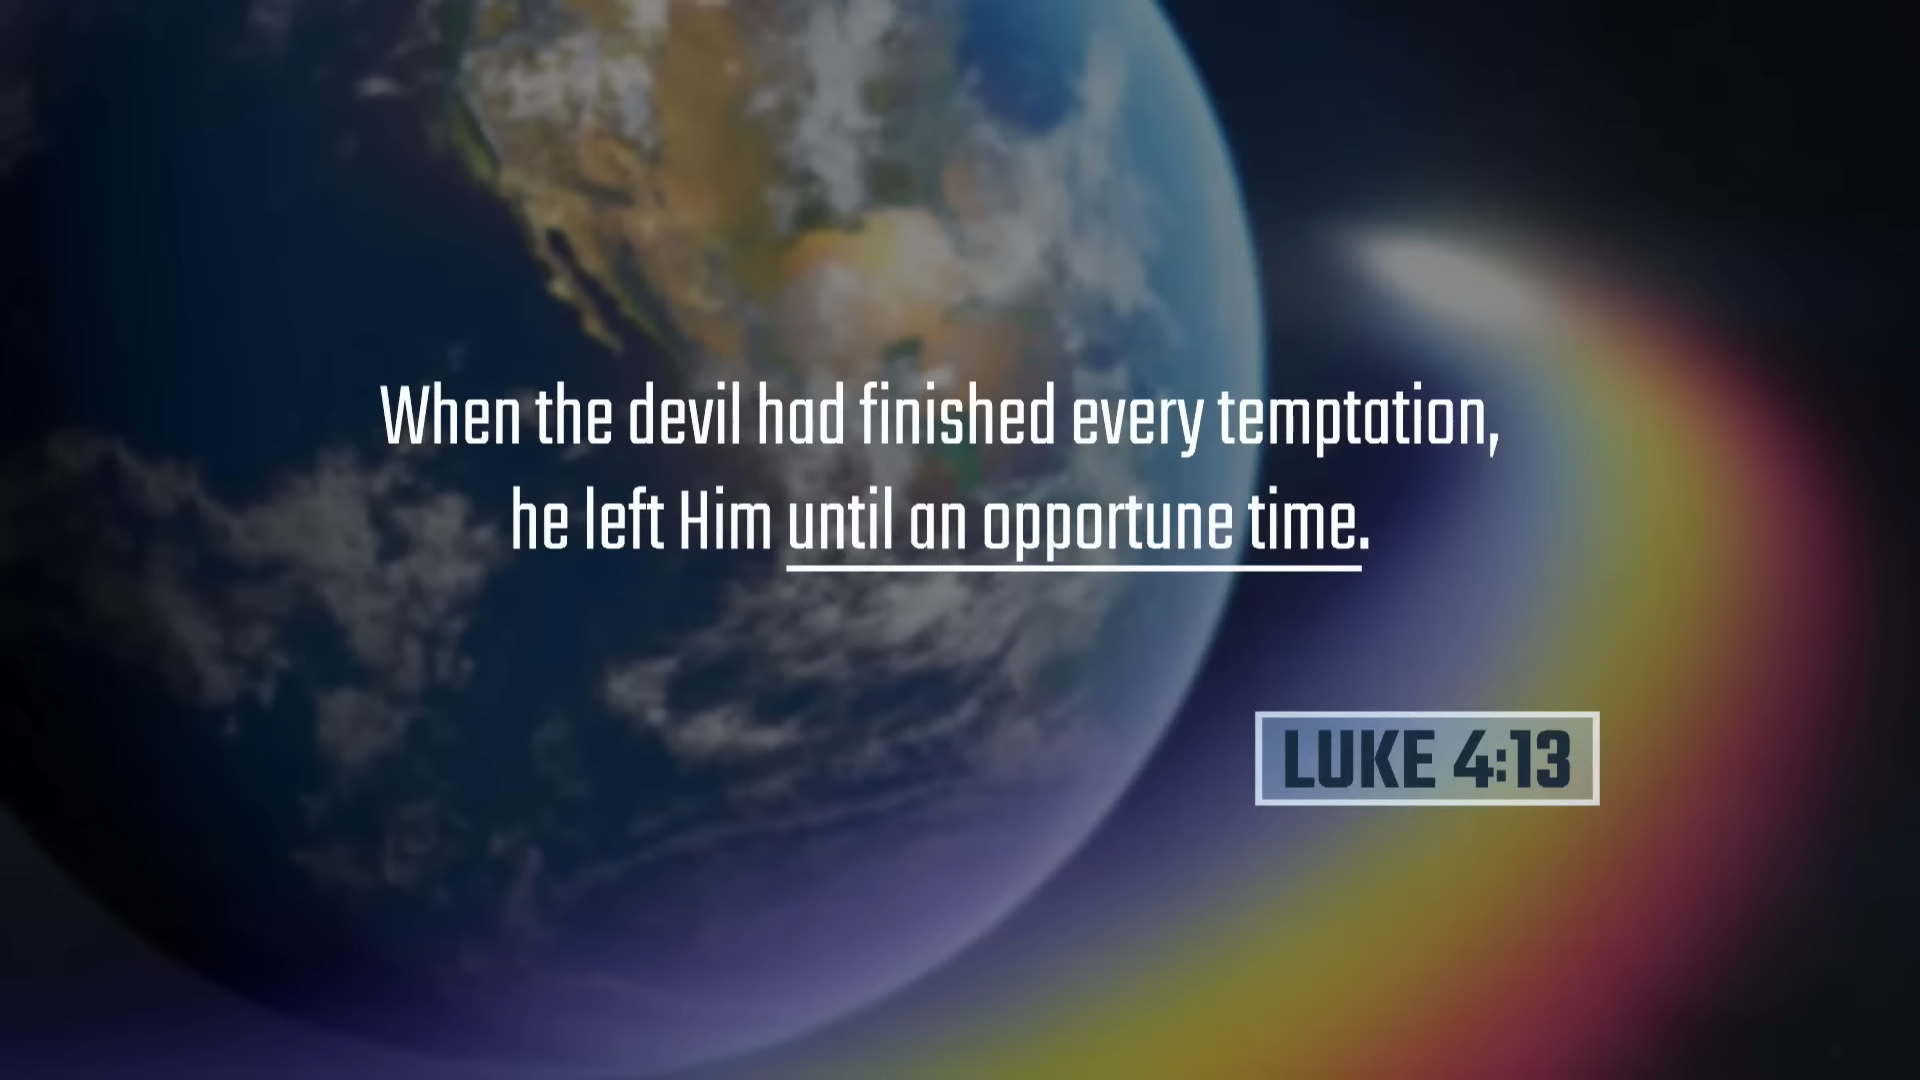 When the devil had finished every temptation,
he left Him until an opportune time.
LUKE 4:13